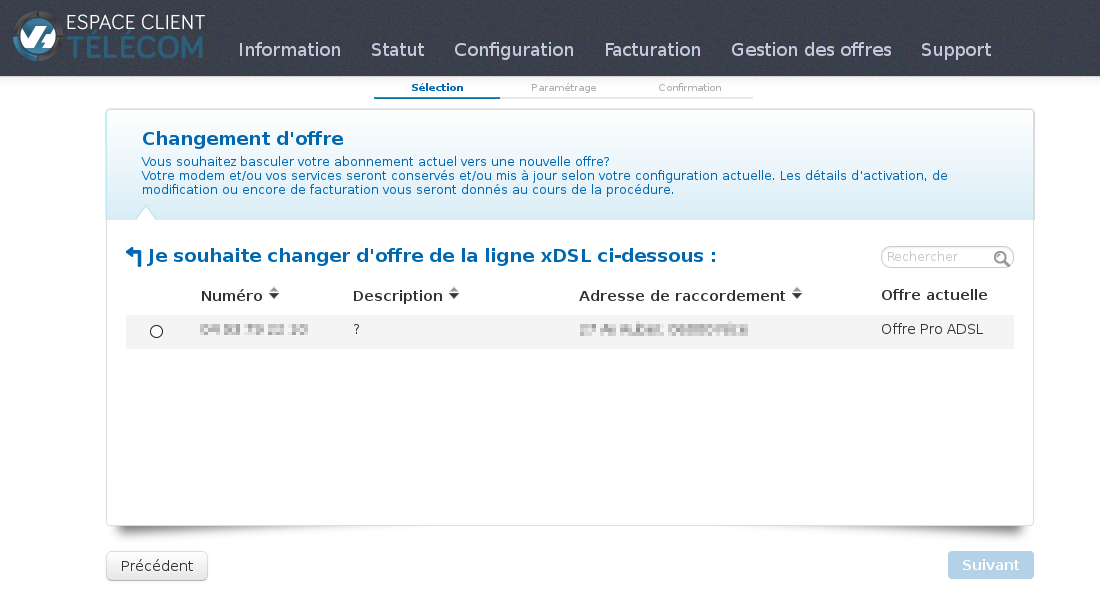 ESPACE CLIENT
TÉLÉCOM
Information Statut Configuration Facturation Gestion des offres Support
Sélection Paramétrage Confirmation
Changement d'offre
Vous souhaitez basculer votre abonnement actuel vers une nouvelle offre?
Votre modem et/ou vos services seront conservés et/ou mis à jour selon votre configuration actuelle. Les détails d'activation, de
modification ou encore de facturation vous seront donnés au cours de la procédure.
Je souhaite changer d'offre de la ligne xDSL ci-dessous :
Rechercher
Numéro Description Adresse de raccordement Offre actuelle
? Offre Pro ADSL
Précédent Suivant